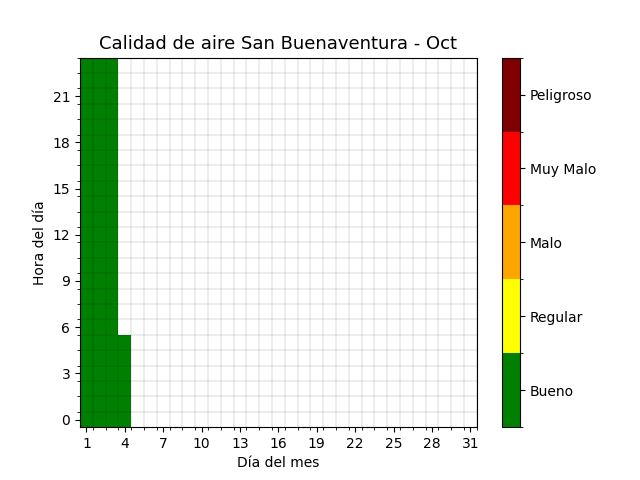 Calidad de aire San Buenaventura - Oct
Hora del día
21
18
15
12
9
6
3
0
1 4 7 10 13 16 19 22 25 28 31
Día del mes
Peligroso
Muy Malo
Malo
Regular
Bueno